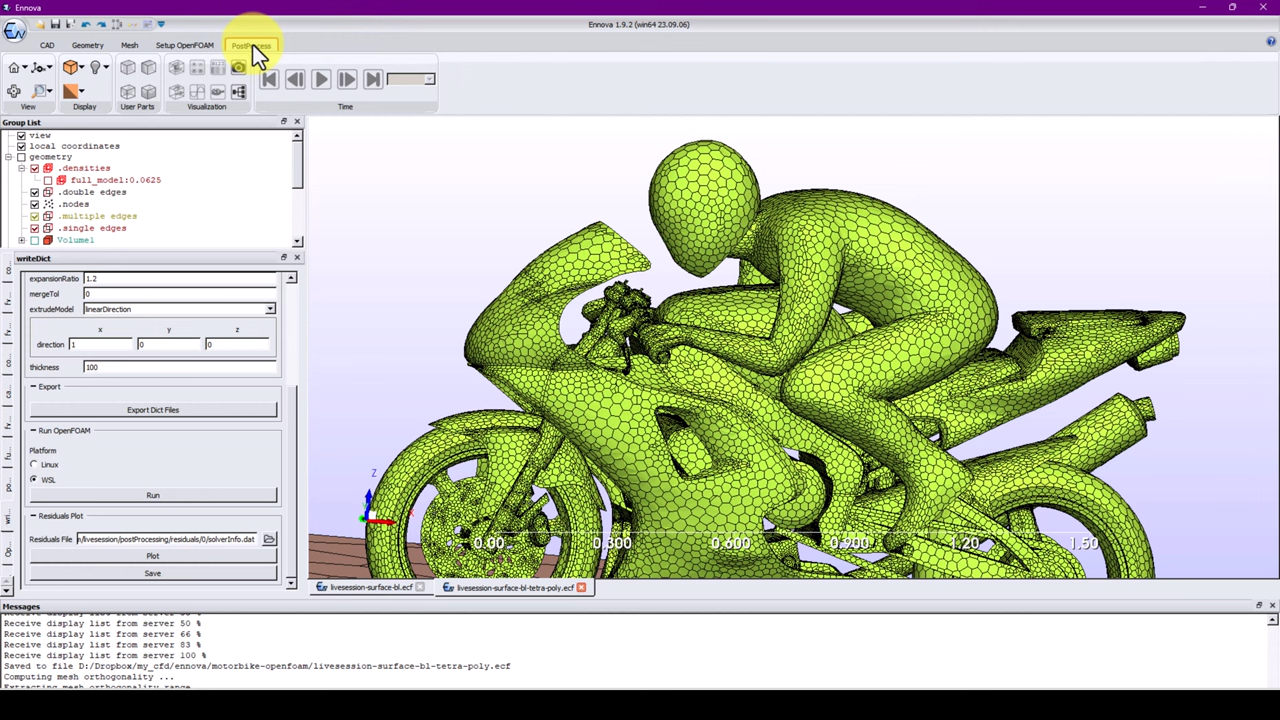 Ennova
Ennova 1.9.2 (win64 23.09.06)
CAD
Geometry
Mesh
Setup OpenFOAM
PostProcess
View
Display
User Parts
Visualization
Time
Group List
view
local coordinates
geometry
.densities
full_model:0.0625
.double edges
.nodes
.multiple edges
.single edges
Volume1
writeDict
expansionRatio 1.2
mergeTol 0
extrudeModel linearDirection
x y z
direction 1 0 0
thickness 100
Export
Export Dict Files
Run OpenFOAM
Platform
Linux
WSL
Run
Residuals Plot
Residuals File /livesession/postProcessing/residuals/0/solverInfo.dat
Plot
Save
Z
X
0.00 0.300 0.600 0.900 1.20 1.50
livesession-surface-bl.ecf
livesession-surface-bl-tetra-poly.ecf
Messages
Receive display list from server 50 %
Receive display list from server 66 %
Receive display list from server 83 %
Receive display list from server 100 %
Saved to file D:/Dropbox/my_cfd/ennova/motorbike-openfoam/livesession-surface-bl-tetra-poly.ecf
Computing mesh orthogonality ...
Extracting mesh orthogonality range